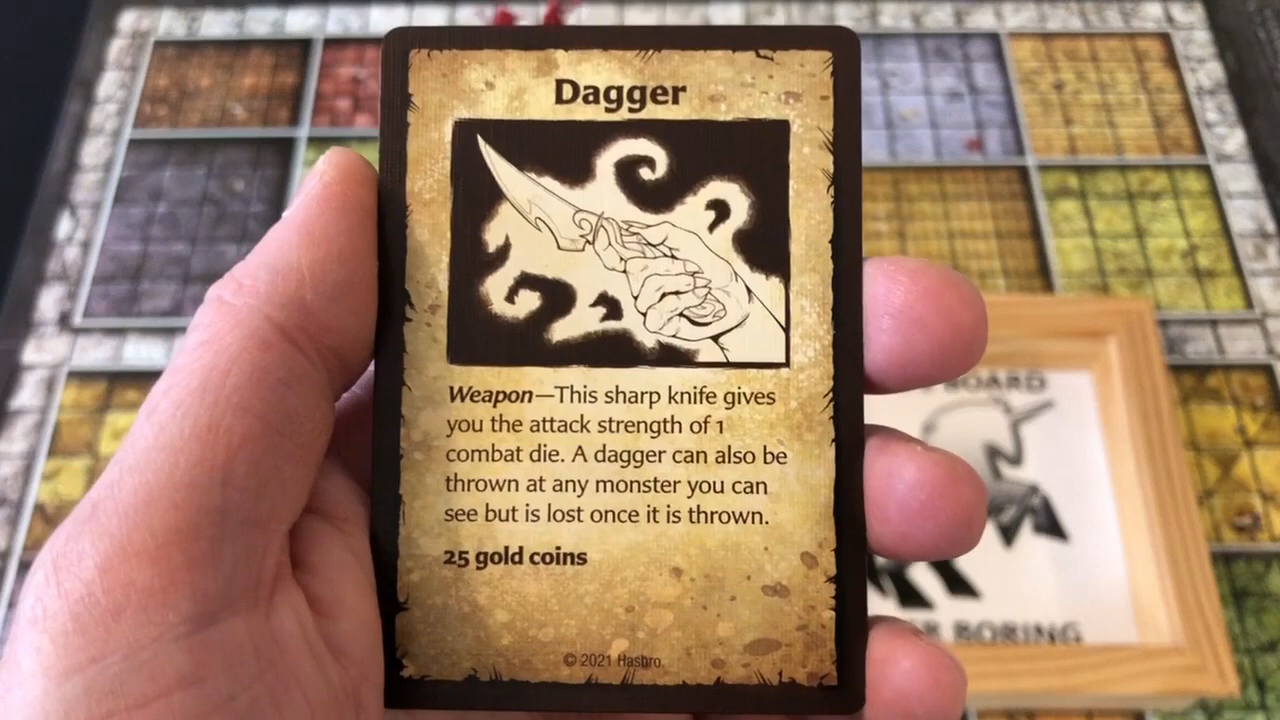 Dagger
Weapon—This sharp knife gives
you the attack strength of 1
combat die. A dagger can also be
thrown at any monster you can
see but is lost once it is thrown.
25 gold coins
© 2021 Hasbro.
BOARD
BORING